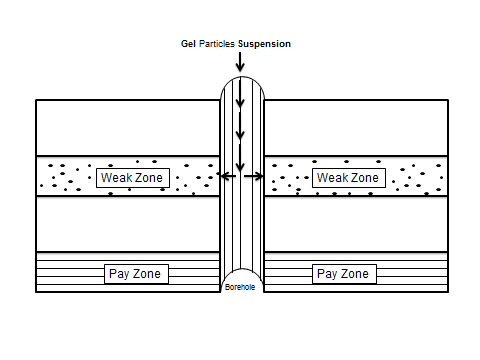 Gel Particles Suspension
Weak Zone
Weak Zone
Pay Zone
Pay Zone
Borehole